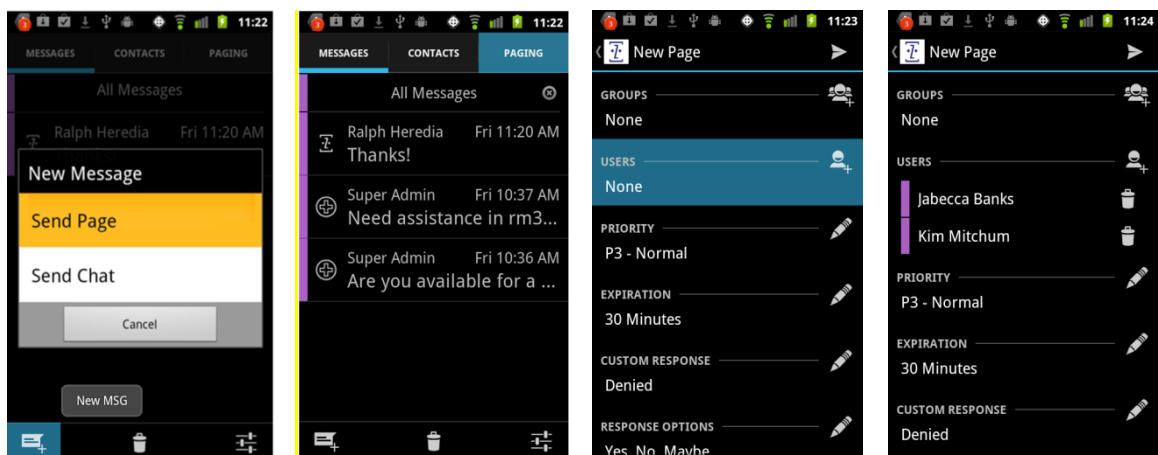 11:22
MESSAGES CONTACTS PAGING
All Messages
Ralph Heredia Fri 11:20 AM
Thanks!
New Message
Send Page
Send Chat
Cancel
New MSG
11:22
MESSAGES CONTACTS PAGING
All Messages
Ralph Heredia Fri 11:20 AM
Thanks!
Super Admin Fri 10:37 AM
Need assistance in rm3...
Super Admin Fri 10:36 AM
Are you available for a ...
11:23
New Page
GROUPS
None
USERS
None
PRIORITY
P3 - Normal
EXPIRATION
30 Minutes
CUSTOM RESPONSE
Denied
RESPONSE OPTIONS
Yes, No, Maybe
11:24
New Page
GROUPS
None
USERS
Jabecca Banks
Kim Mitchum
PRIORITY
P3 - Normal
EXPIRATION
30 Minutes
CUSTOM RESPONSE
Denied